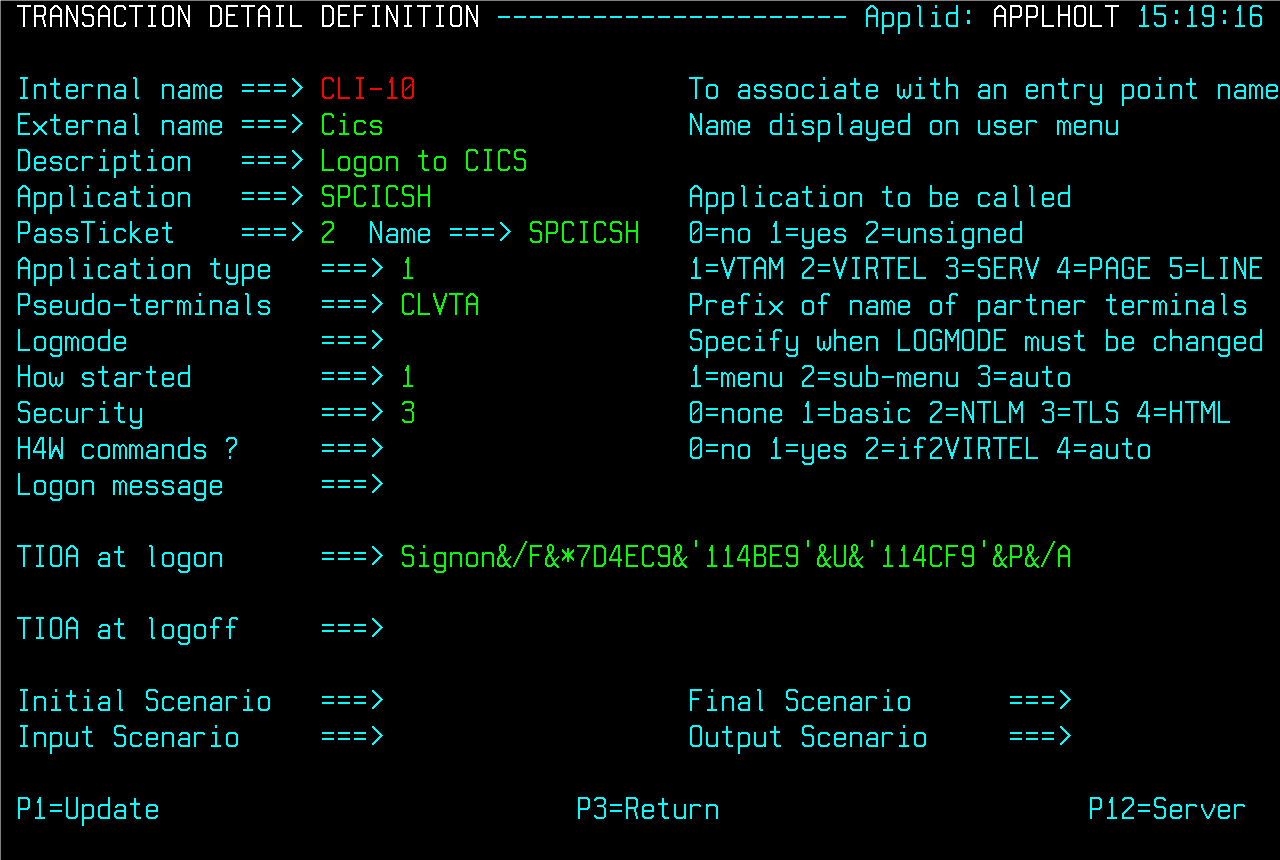 TRANSACTION DETAIL DEFINITION ---------------------- Applid: APPLHOLT 15:19:16
Internal name ===> CLI-10 To associate with an entry point name
External name ===> Cics Name displayed on user menu
Description ===> Logon to CICS
Application ===> SPCICSH Application to be called
PassTicket ===> 2 Name ===> SPCICSH 0=no 1=yes 2=unsigned
Application type ===> 1 1=VTAM 2=VIRTEL 3=SERV 4=PAGE 5=LINE
Pseudo-terminals ===> CLVTA Prefix of name of partner terminals
Logmode ===> Specify when LOGMODE must be changed
How started ===> 1 1=menu 2=sub-menu 3=auto
Security ===> 3 0=none 1=basic 2=NTLM 3=TLS 4=HTML
H4W commands ? ===> 0=no 1=yes 2=if2VIRTEL 4=auto
Logon message ===>
TIOA at logon ===> Signon&/F&*7D4EC9&'114BE9'&U&'114CF9'&P&/A
TIOA at logoff ===>
Initial Scenario ===> Final Scenario ===>
Input Scenario ===> Output Scenario ===>
P1=Update P3=Return P12=Server